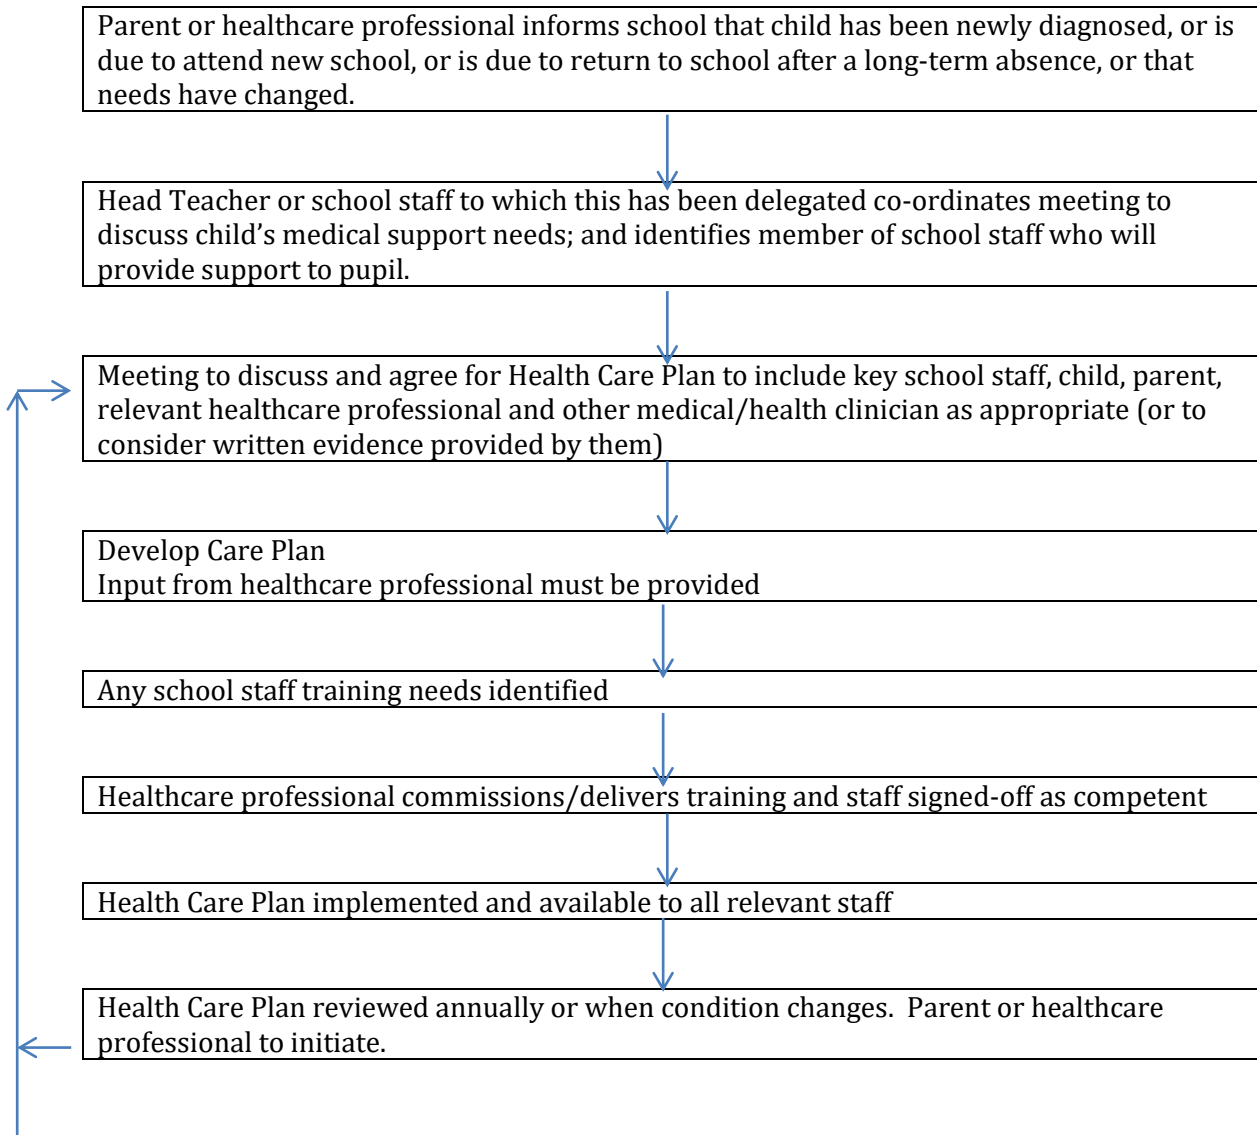 Parent or healthcare professional informs school that child has been newly diagnosed, or is
due to attend new school, or is due to return to school after a long-term absence, or that
needs have changed.
Head Teacher or school staff to which this has been delegated co-ordinates meeting to
discuss child’s medical support needs; and identifies member of school staff who will
provide support to pupil.
Meeting to discuss and agree for Health Care Plan to include key school staff, child, parent,
relevant healthcare professional and other medical/health clinician as appropriate (or to
consider written evidence provided by them)
Develop Care Plan
Input from healthcare professional must be provided
Any school staff training needs identified
Healthcare professional commissions/delivers training and staff signed-off as competent
Health Care Plan implemented and available to all relevant staff
Health Care Plan reviewed annually or when condition changes.  Parent or healthcare
professional to initiate.